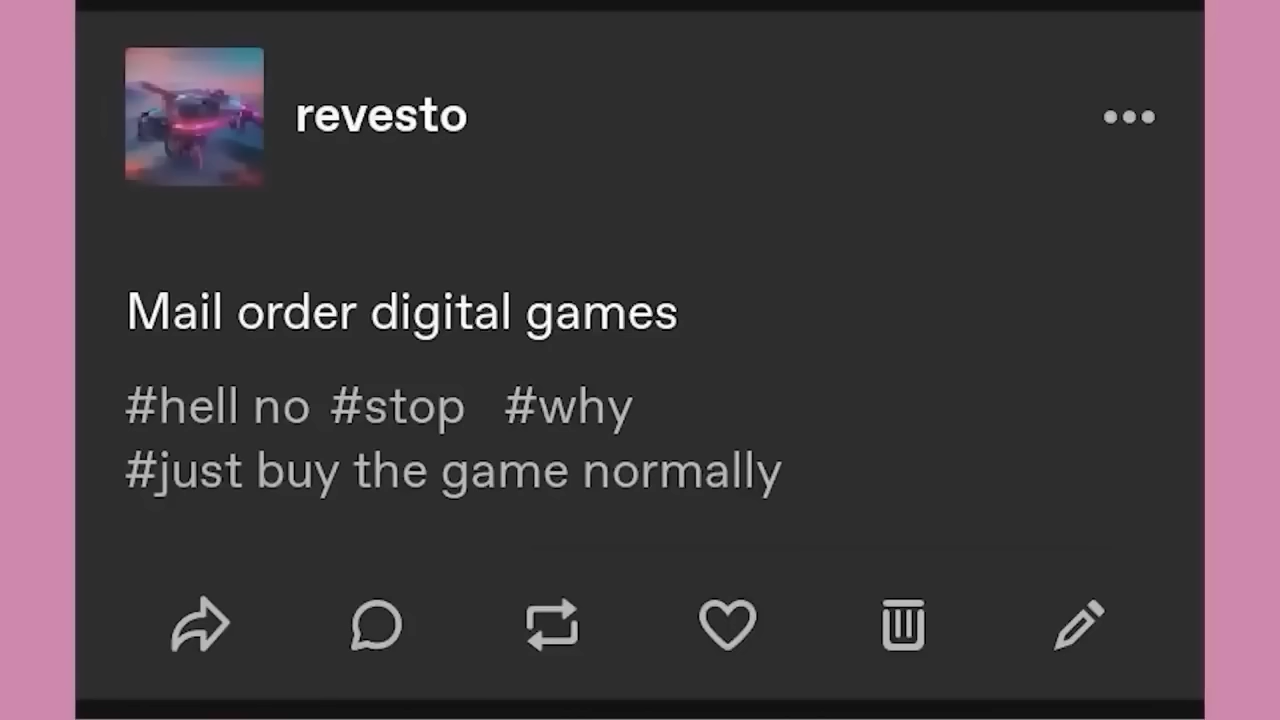 revesto
Mail order digital games
#hell no #stop #why
#just buy the game normally